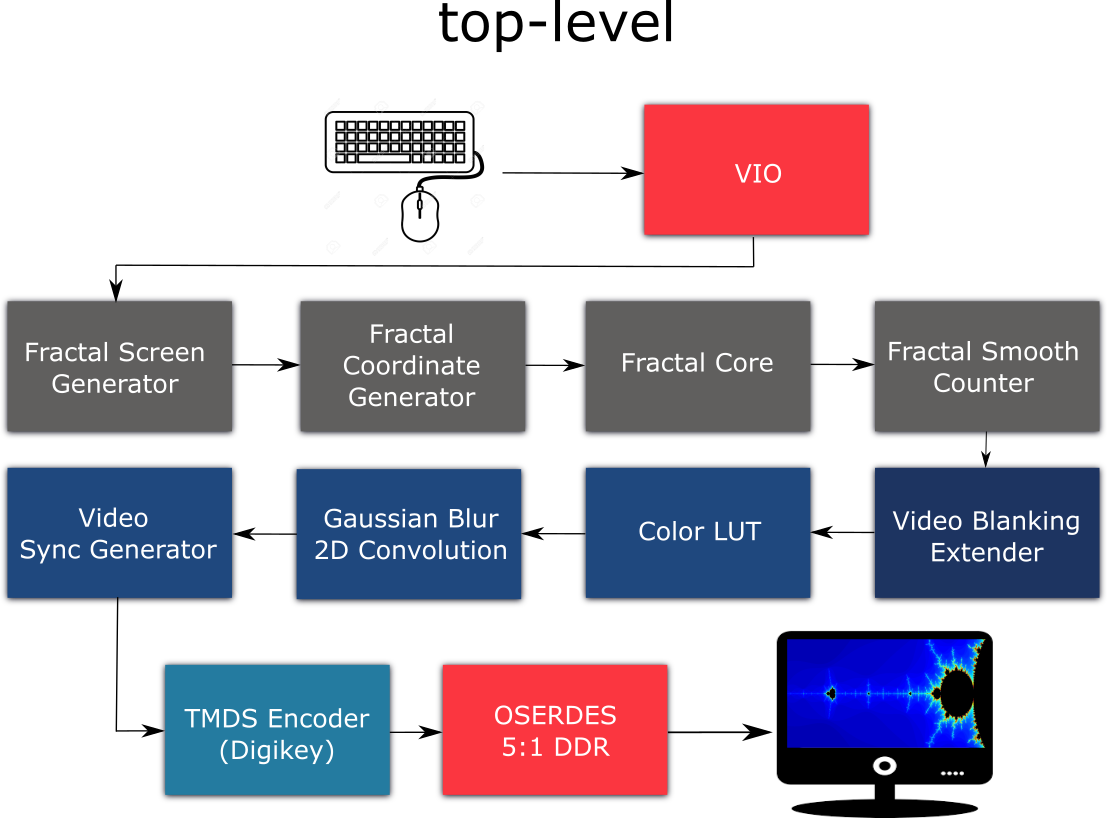 top-level
VIO
Fractal Screen
Generator
Fractal
Coordinate
Generator
Fractal Core
Fractal Smooth
Counter
Video
Sync Generator
Gaussian Blur
2D Convolution
Color LUT
Video Blanking
Extender
TMDS Encoder
(Digikey)
OSERDES
5:1 DDR